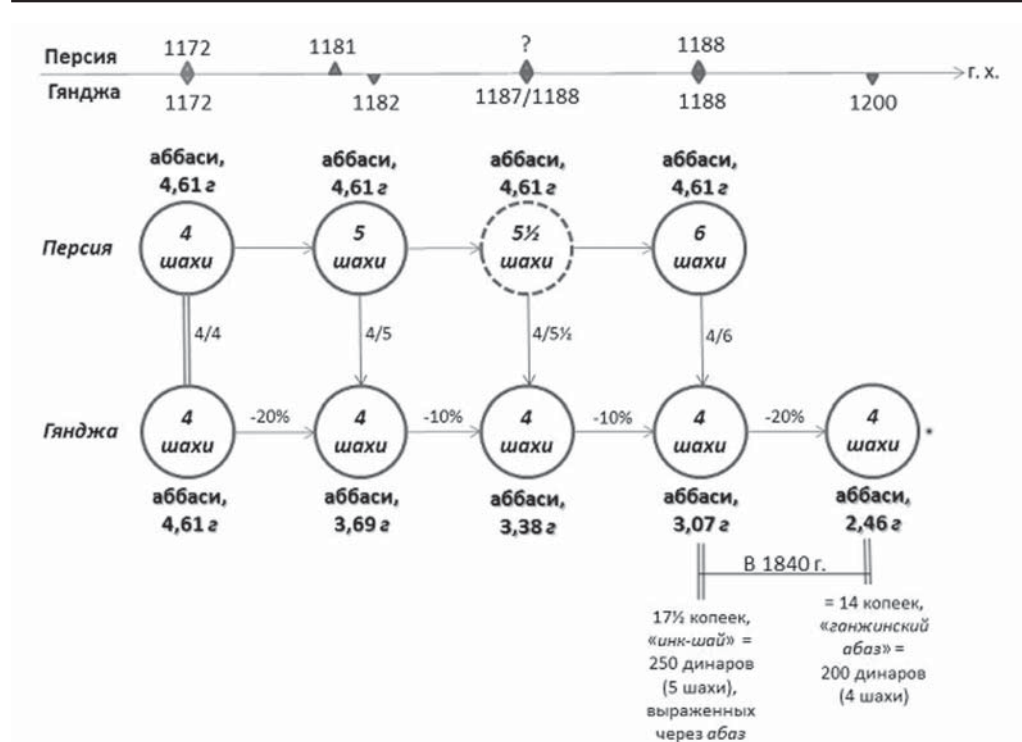 1172 1181 ? 1188
Персия
г. х.
Гянджа
1172 1182 1187/1188 1188 1200
аббаси, аббаси, аббаси, аббаси,
4,61 г 4,61 г 4,61 г 4,61 г
Персия
4 5 5½ 6
шахи шахи шахи шахи
4/4 4/5 4/5½ 4/6
Гянджа
-20% -10% -10% -20%
4 4 4 4 4
шахи шахи шахи шахи шахи *
аббаси, аббаси, аббаси, аббаси, аббаси,
4,61 г 3,69 г 3,38 г 3,07 г 2,46 г
В 1840 г.
17½ копеек,
«инк-шай» =
250 динаров
(5 шахи),
выраженных
через абаз
= 14 копеек,
«ганжинский
абаз» =
200 динаров
(4 шахи)